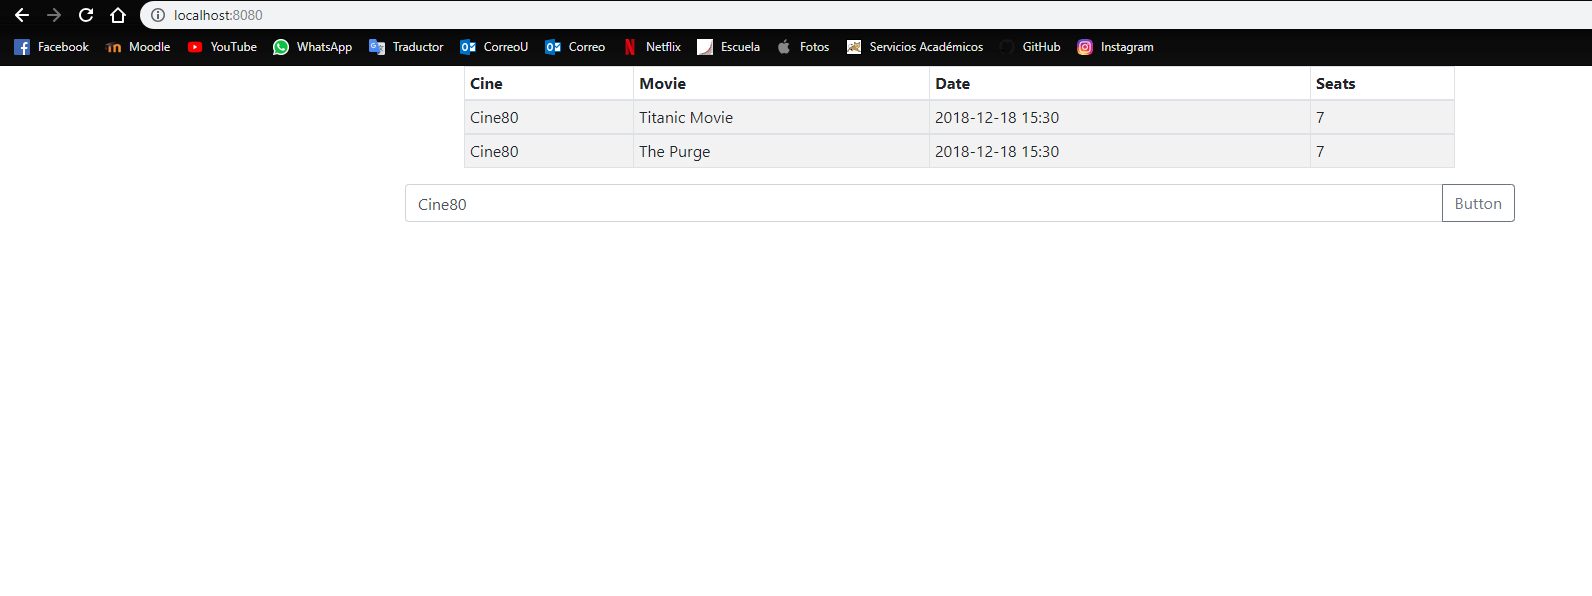 localhost:8080
Facebook Moodle YouTube WhatsApp Traductor CorreoU Correo Netflix Escuela Fotos Servicios Académicos GitHub Instagram
Cine Movie Date Seats
Cine80 Titanic Movie 2018-12-18 15:30 7
Cine80 The Purge 2018-12-18 15:30 7
Cine80 Button